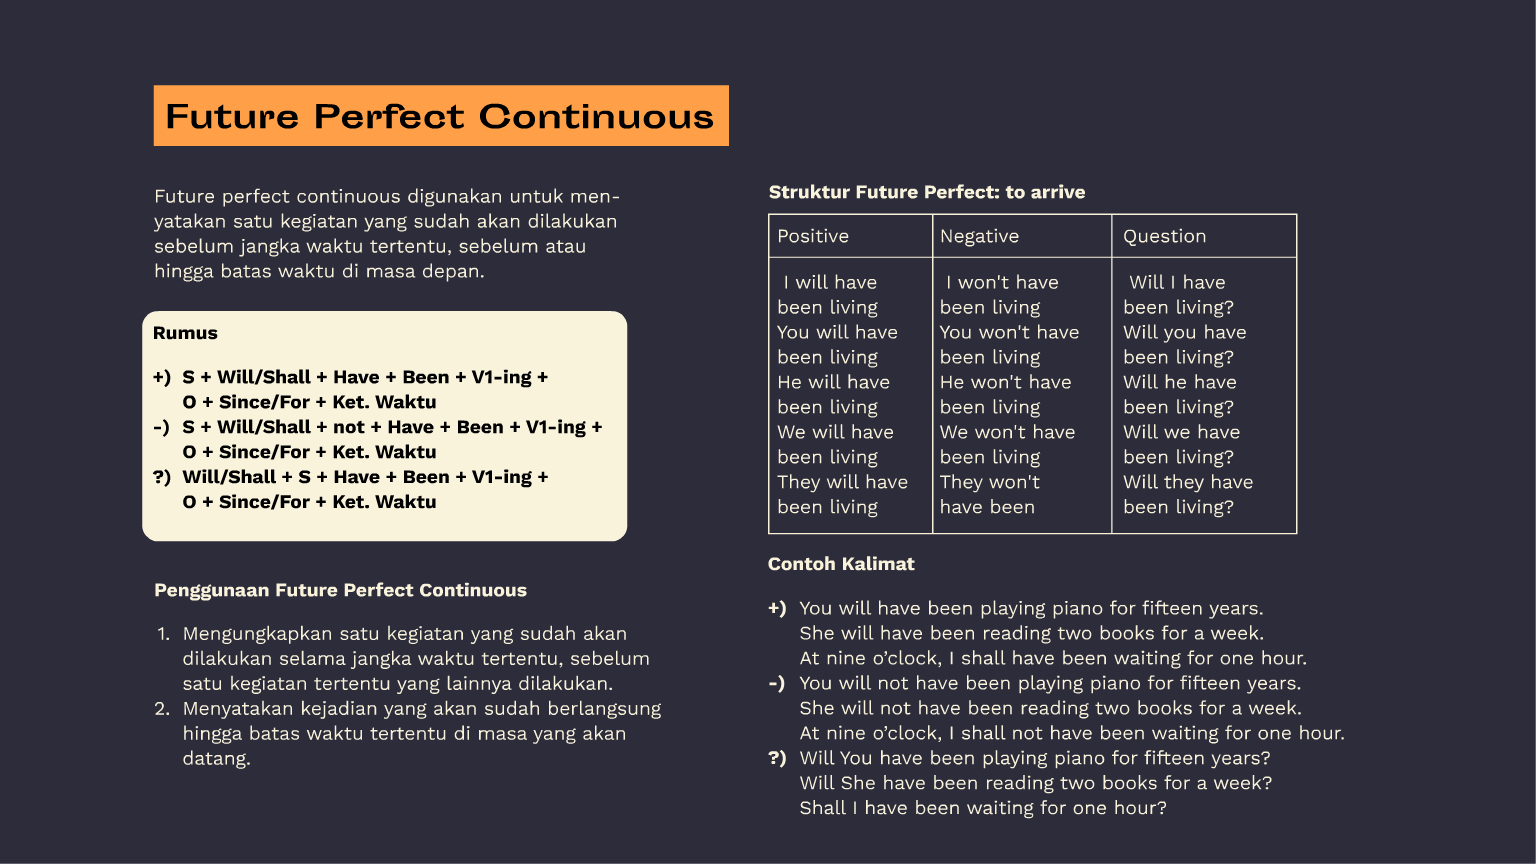 Future Perfect Continuous
Future perfect continuous digunakan untuk men-
yatakan satu kegiatan yang sudah akan dilakukan
sebelum jangka waktu tertentu, sebelum atau
hingga batas waktu di masa depan.
Rumus
+) S + Will/Shall + Have + Been + V1-ing +
O + Since/For + Ket. Waktu
-) S + Will/Shall + not + Have + Been + V1-ing +
O + Since/For + Ket. Waktu
?) Will/Shall + S + Have + Been + V1-ing +
O + Since/For + Ket. Waktu
Penggunaan Future Perfect Continuous
1. Mengungkapkan satu kegiatan yang sudah akan
dilakukan selama jangka waktu tertentu, sebelum
satu kegiatan tertentu yang lainnya dilakukan.
2. Menyatakan kejadian yang akan sudah berlangsung
hingga batas waktu tertentu di masa yang akan
datang.
Struktur Future Perfect: to arrive
Positive
Negative
Question
I will have
been living
You will have
been living
He will have
been living
We will have
been living
They will have
been living
I won't have
been living
You won't have
been living
He won't have
been living
We won't have
been living
They won't
have been
Will I have
been living?
Will you have
been living?
Will he have
been living?
Will we have
been living?
Will they have
been living?
Contoh Kalimat
+) You will have been playing piano for fifteen years.
She will have been reading two books for a week.
At nine o’clock, I shall have been waiting for one hour.
-) You will not have been playing piano for fifteen years.
She will not have been reading two books for a week.
At nine o’clock, I shall not have been waiting for one hour.
?) Will You have been playing piano for fifteen years?
Will She have been reading two books for a week?
Shall I have been waiting for one hour?